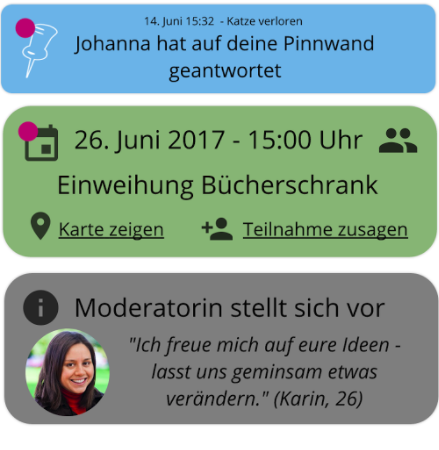 14. Juni 15:32 - Katze verloren
Johanna hat auf deine Pinnwand
geantwortet
26. Juni 2017 - 15:00 Uhr
Einweihung Bücherschrank
Karte zeigen Teilnahme zusagen
Moderatorin stellt sich vor
"Ich freue mich auf eure Ideen -
lasst uns geminsam etwas
verändern." (Karin, 26)